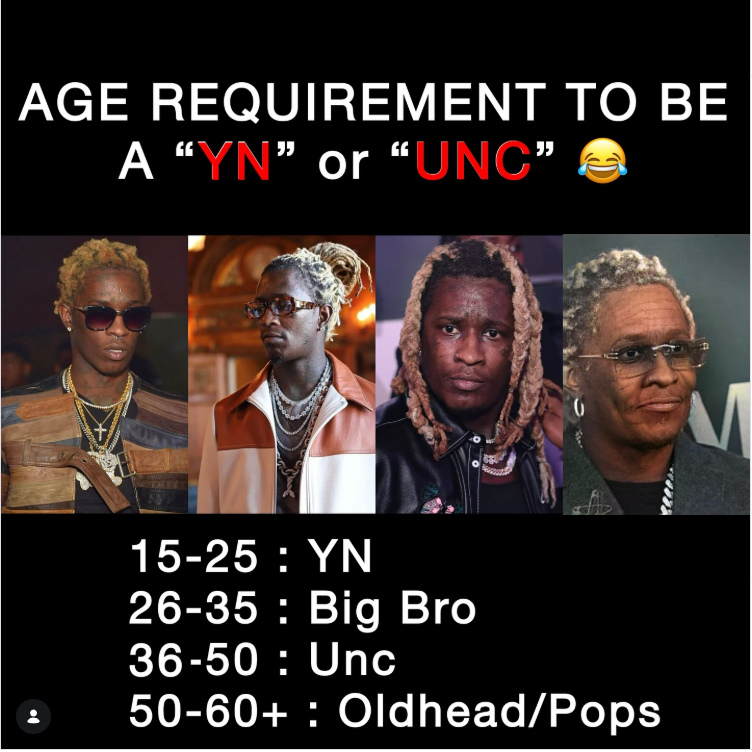 AGE REQUIREMENT TO BE
A “YN” or “UNC” 😂
15-25 : YN
26-35 : Big Bro
36-50 : Unc
50-60+ : Oldhead/Pops